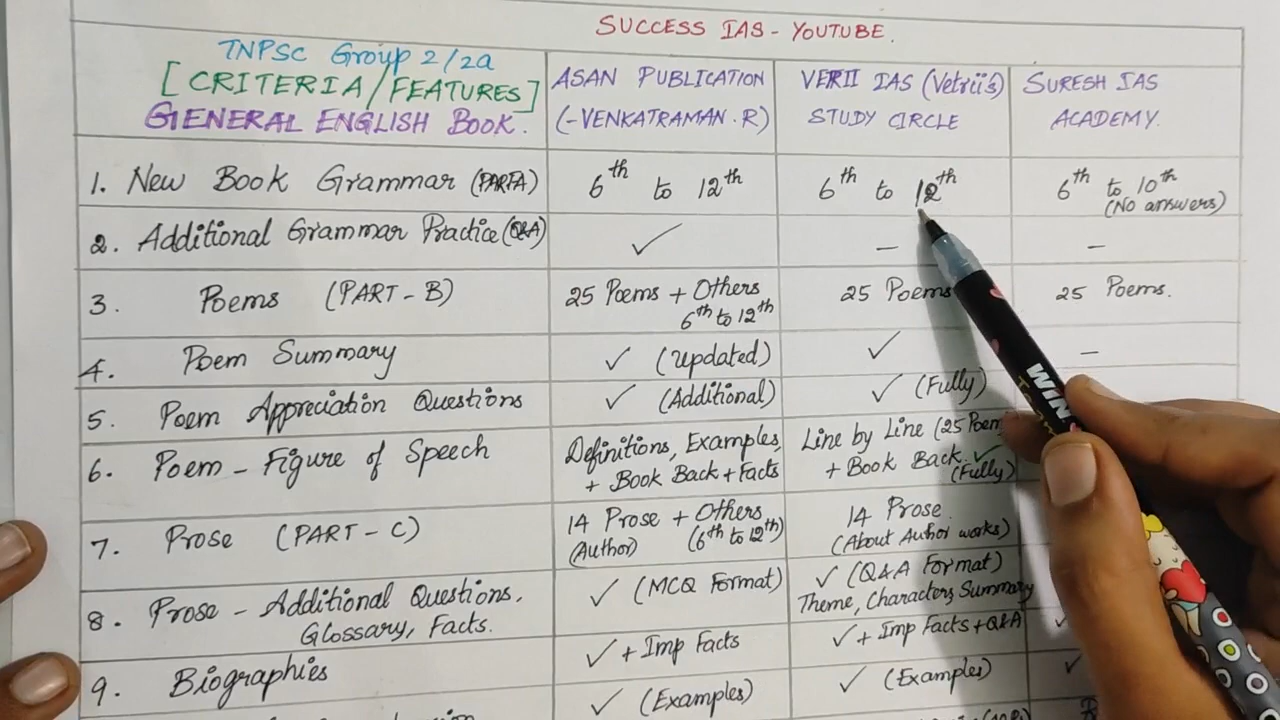 SUCCESS IAS - YOUTUBE.
TNPSC Group 2/2a
[CRITERIA/FEATURES]
GENERAL ENGLISH BOOK.
ASAN PUBLICATION
(-VENKATRAMAN.R)
VERII IAS (Vetrii's)
STUDY CIRCLE
SURESH IAS
ACADEMY.
1. New Book Grammar (PART A)
6th to 12th
6th to 12th
6th to 10th
(No answers)
2. Additional Grammar Practice (Q&A)
✓
–
–
3. Poems (PART - B)
25 Poems + Others
6th to 12th
25 Poems
25 Poems.
4. Poem Summary
✓ (Updated)
✓
–
5. Poem Appreciation Questions
✓ (Additional)
✓ (Fully)
6. Poem - Figure of Speech
Definitions, Examples,
+ Book Back + Facts
Line by Line (25 Poem
+ Book Back. ✓
(Fully)
7. Prose (PART - C)
14 Prose + Others
(Author) (6th to 12th)
14 Prose.
(About Author works)
8. Prose - Additional Questions,
Glossary, Facts.
✓ (MCQ Format)
✓ (Q&A Format)
Theme, Characters, Summary
9. Biographies
✓ + Imp Facts
✓ + Imp Facts + Q&A
✓
✓ (Examples)
✓ (Examples)
✓